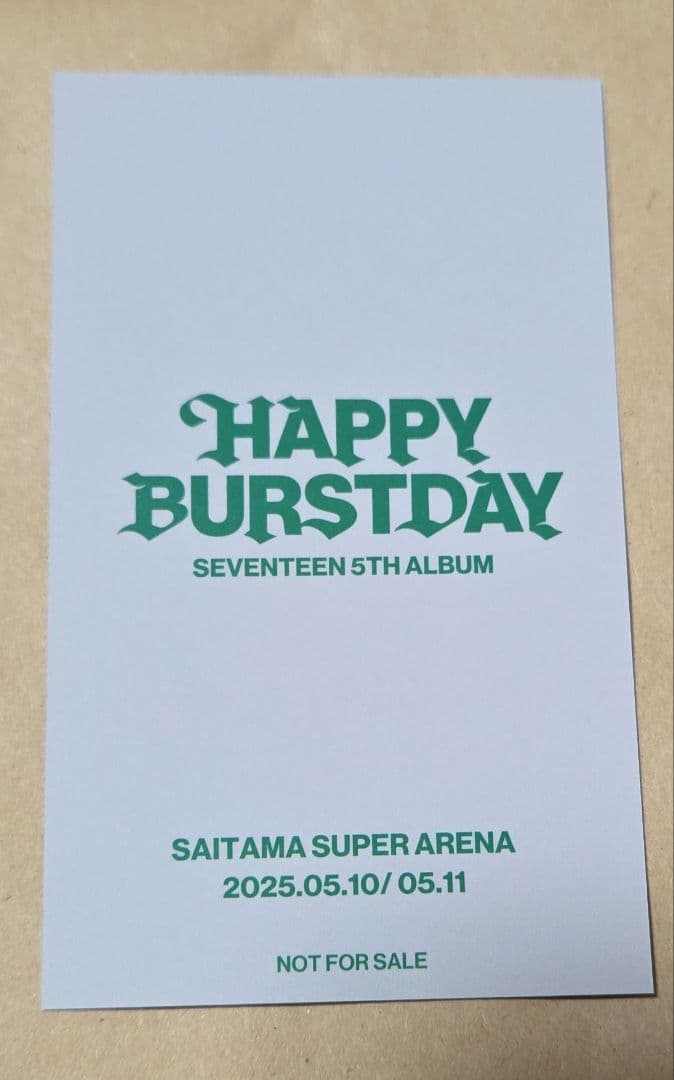 HAPPY
BURSTDAY
SEVENTEEN 5TH ALBUM
SAITAMA SUPER ARENA
2025.05.10/ 05.11
NOT FOR SALE